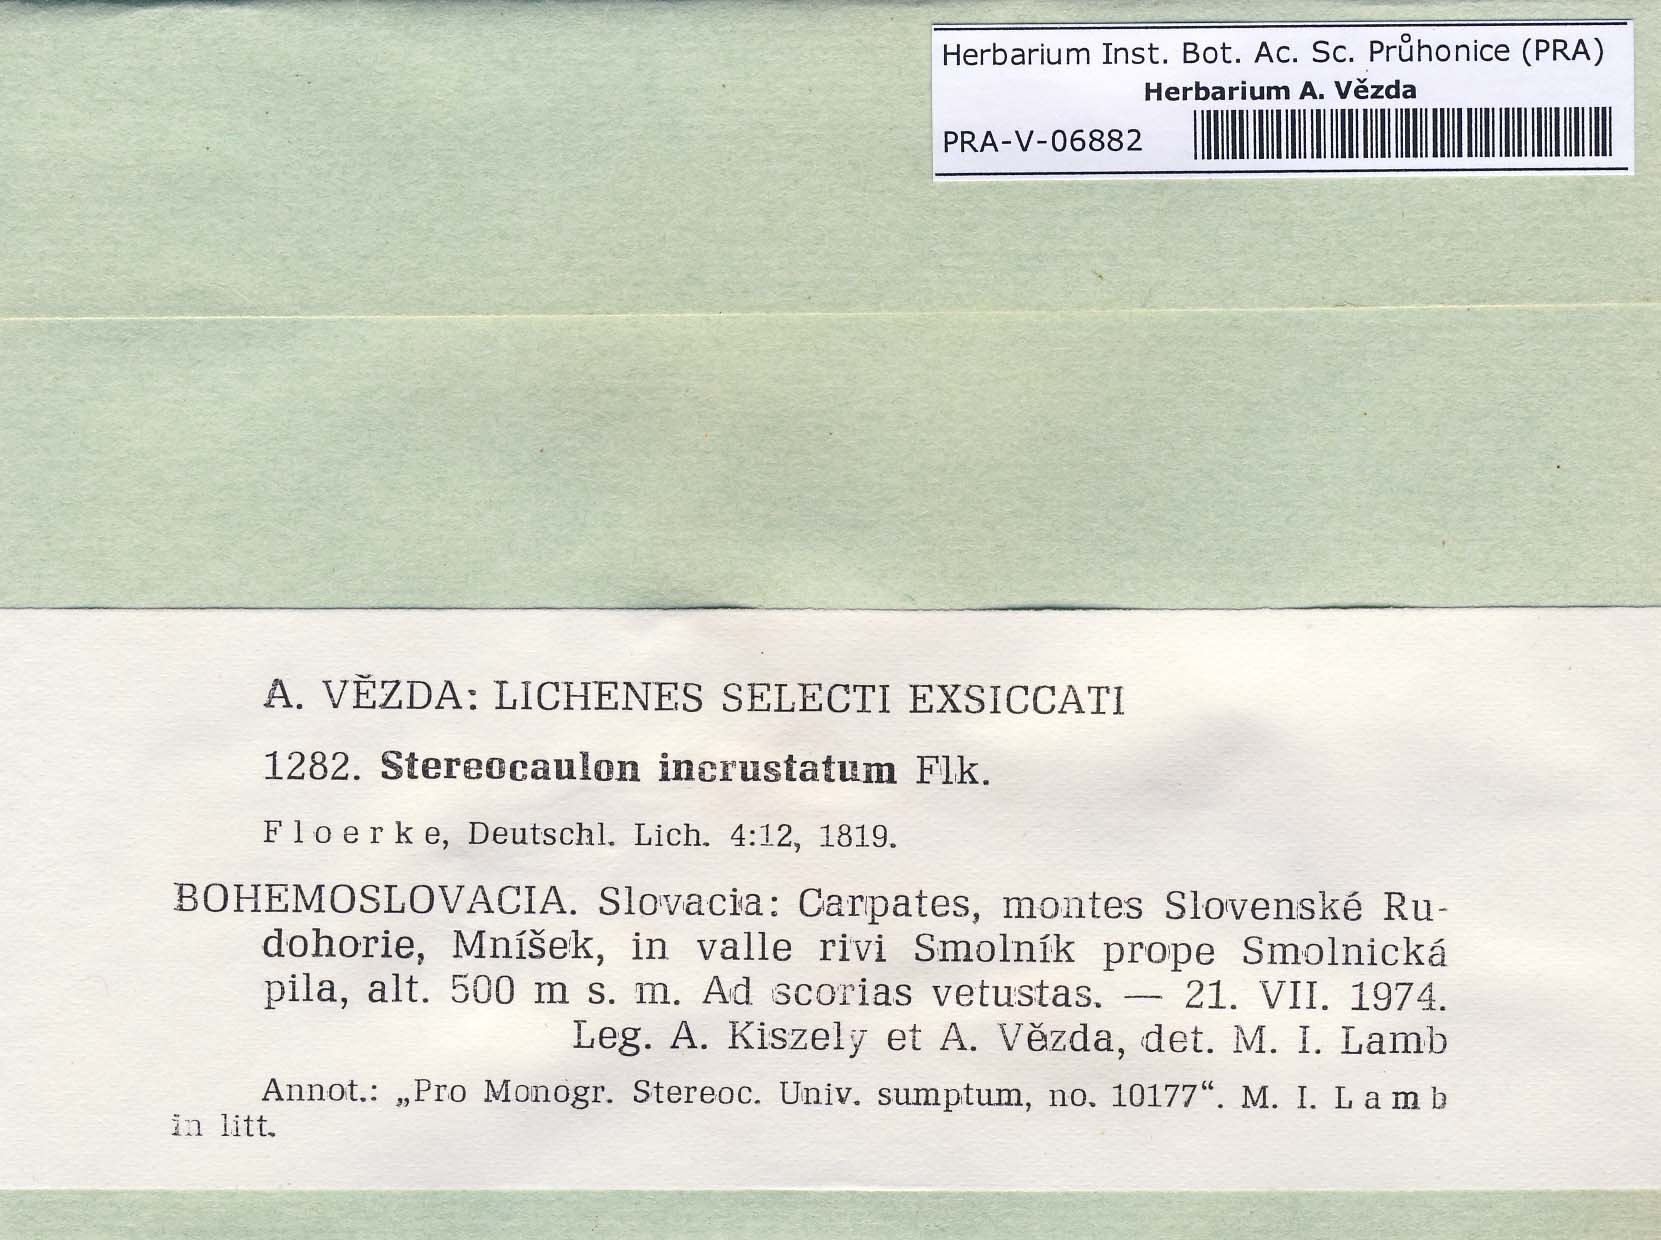 Herbarium Inst. Bot. Ac. Sc. Průhonice (PRA)
Herbarium A. Vězda
PRA-V-06882
A. VĚZDA: LICHENES SELECTI EXSICCATI
1282. Stereocaulon incrustatum Flk.
Floerke, Deutschl. Lich. 4:12, 1819.
BOHEMOSLOVACIA. Slovacia: Carpates, montes Slovenské Ru-
dohorie, Mníšek, in valle rivi Smolník prope Smolnická
pila, alt. 500 m s. m. Ad scorias vetustas. — 21. VII. 1974.
Leg. A. Kiszely et A. Vězda, det. M. I. Lamb
Annot.: „Pro Monogr. Stereoc. Univ. sumptum, no. 10177“. M. I. Lamb
in litt.